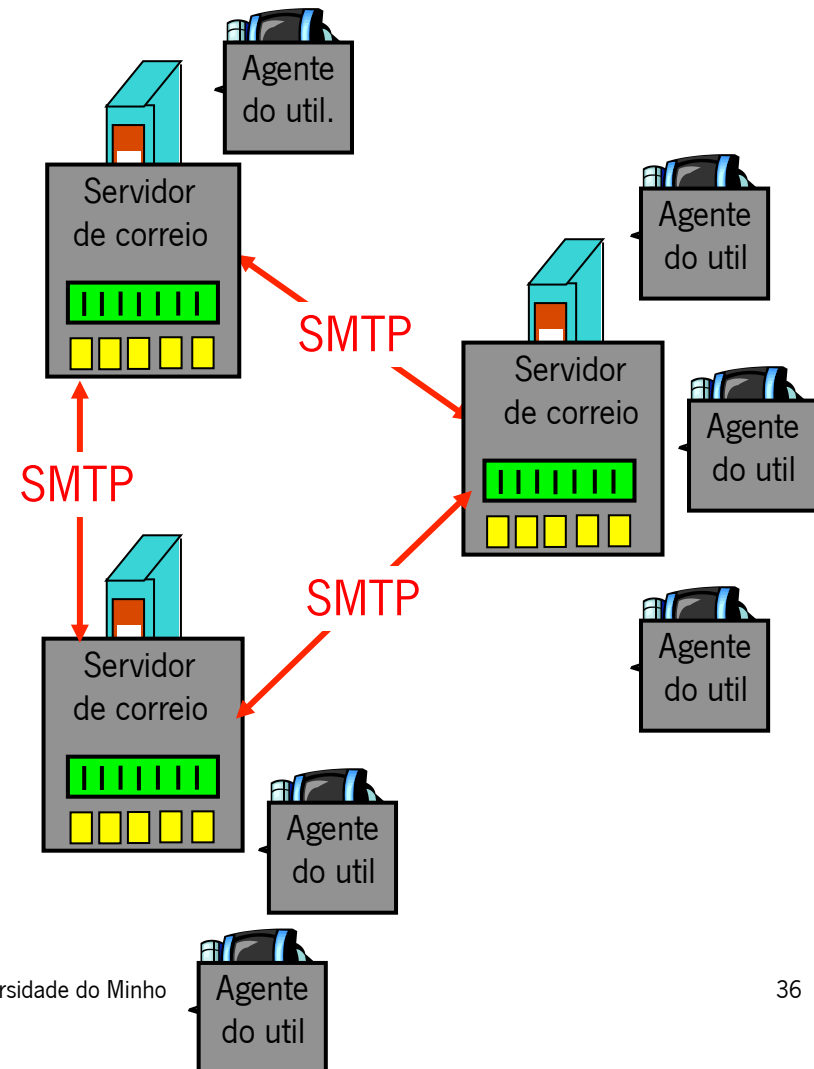 Agente
do util.
Servidor
de correio
Agente
do util
SMTP
Servidor
de correio
Agente
do util
SMTP
SMTP
Agente
do util
Servidor
de correio
Agente
do util
rsidade do Minho
Agente
do util
36